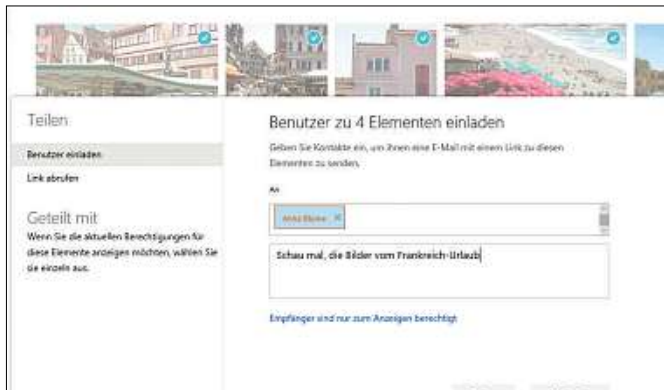 Teilen
Benutzer einladen
Link abrufen
Geteilt mit
Wenn Sie die aktuellen Berechtigungen für
diese Elemente anzeigen möchten, wählen Sie
sie einzeln aus.
Benutzer zu 4 Elementen einladen
Geben Sie Kontakte ein, um ihnen eine E-Mail mit einem Link zu diesen
Elementen zu senden.
An
Schau mal, die Bilder vom Frankreich-Urlaub
Empfänger sind nur zum Anzeigen berechtigt